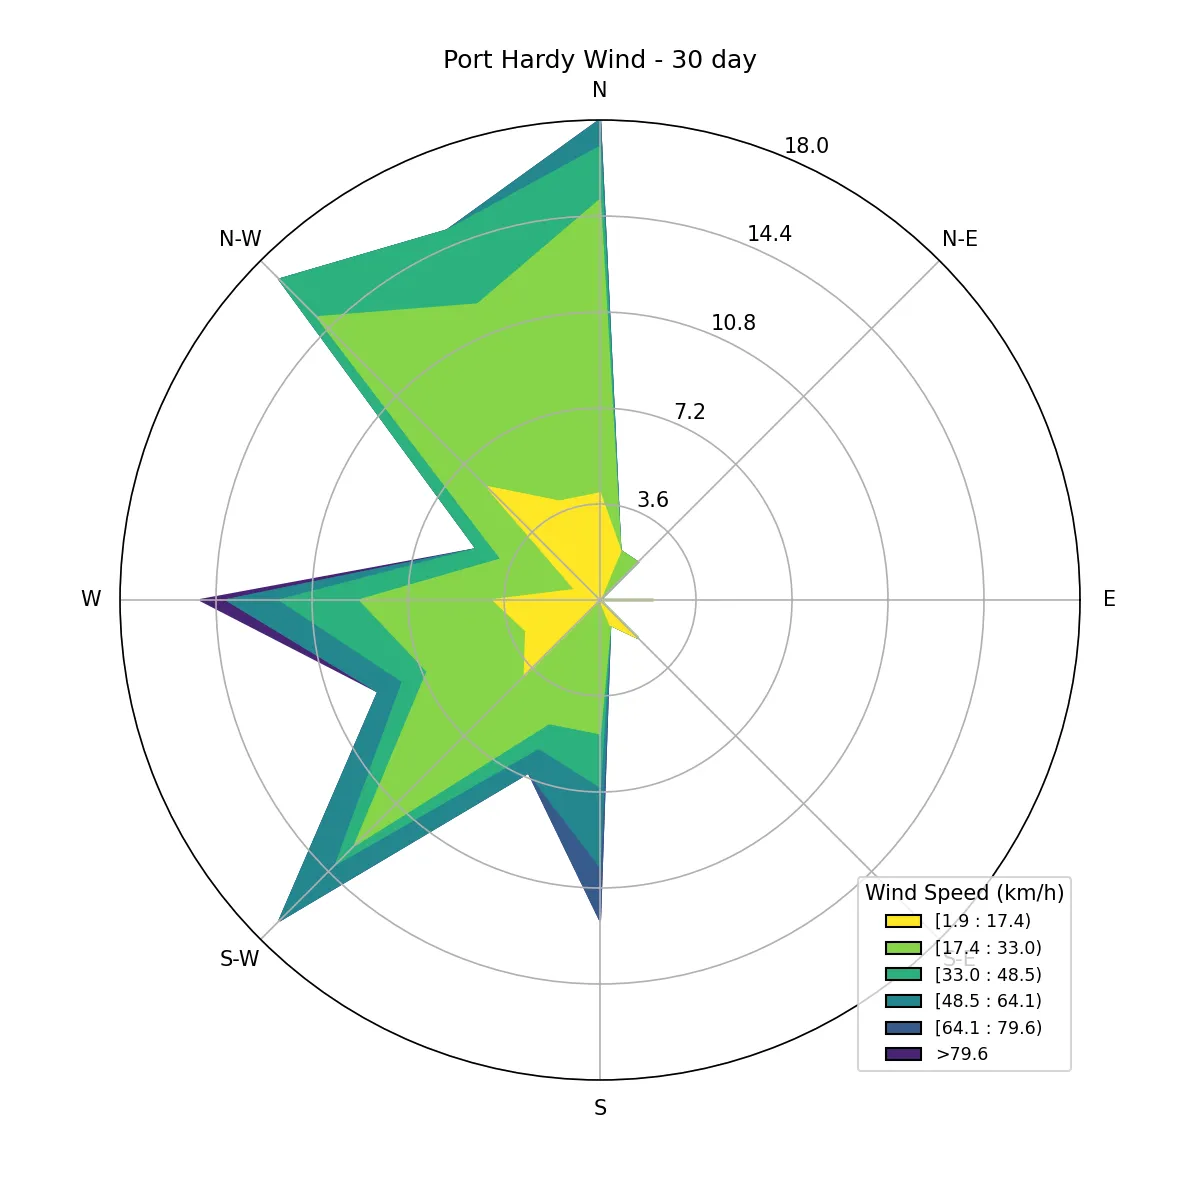 Port Hardy Wind - 30 day
N
18.0
N-W
N-E
14.4
10.8
7.2
3.6
W
E
S-W
S-E
S
Wind Speed (km/h)
[1.9 : 17.4)
[17.4 : 33.0)
[33.0 : 48.5)
[48.5 : 64.1)
[64.1 : 79.6)
>79.6